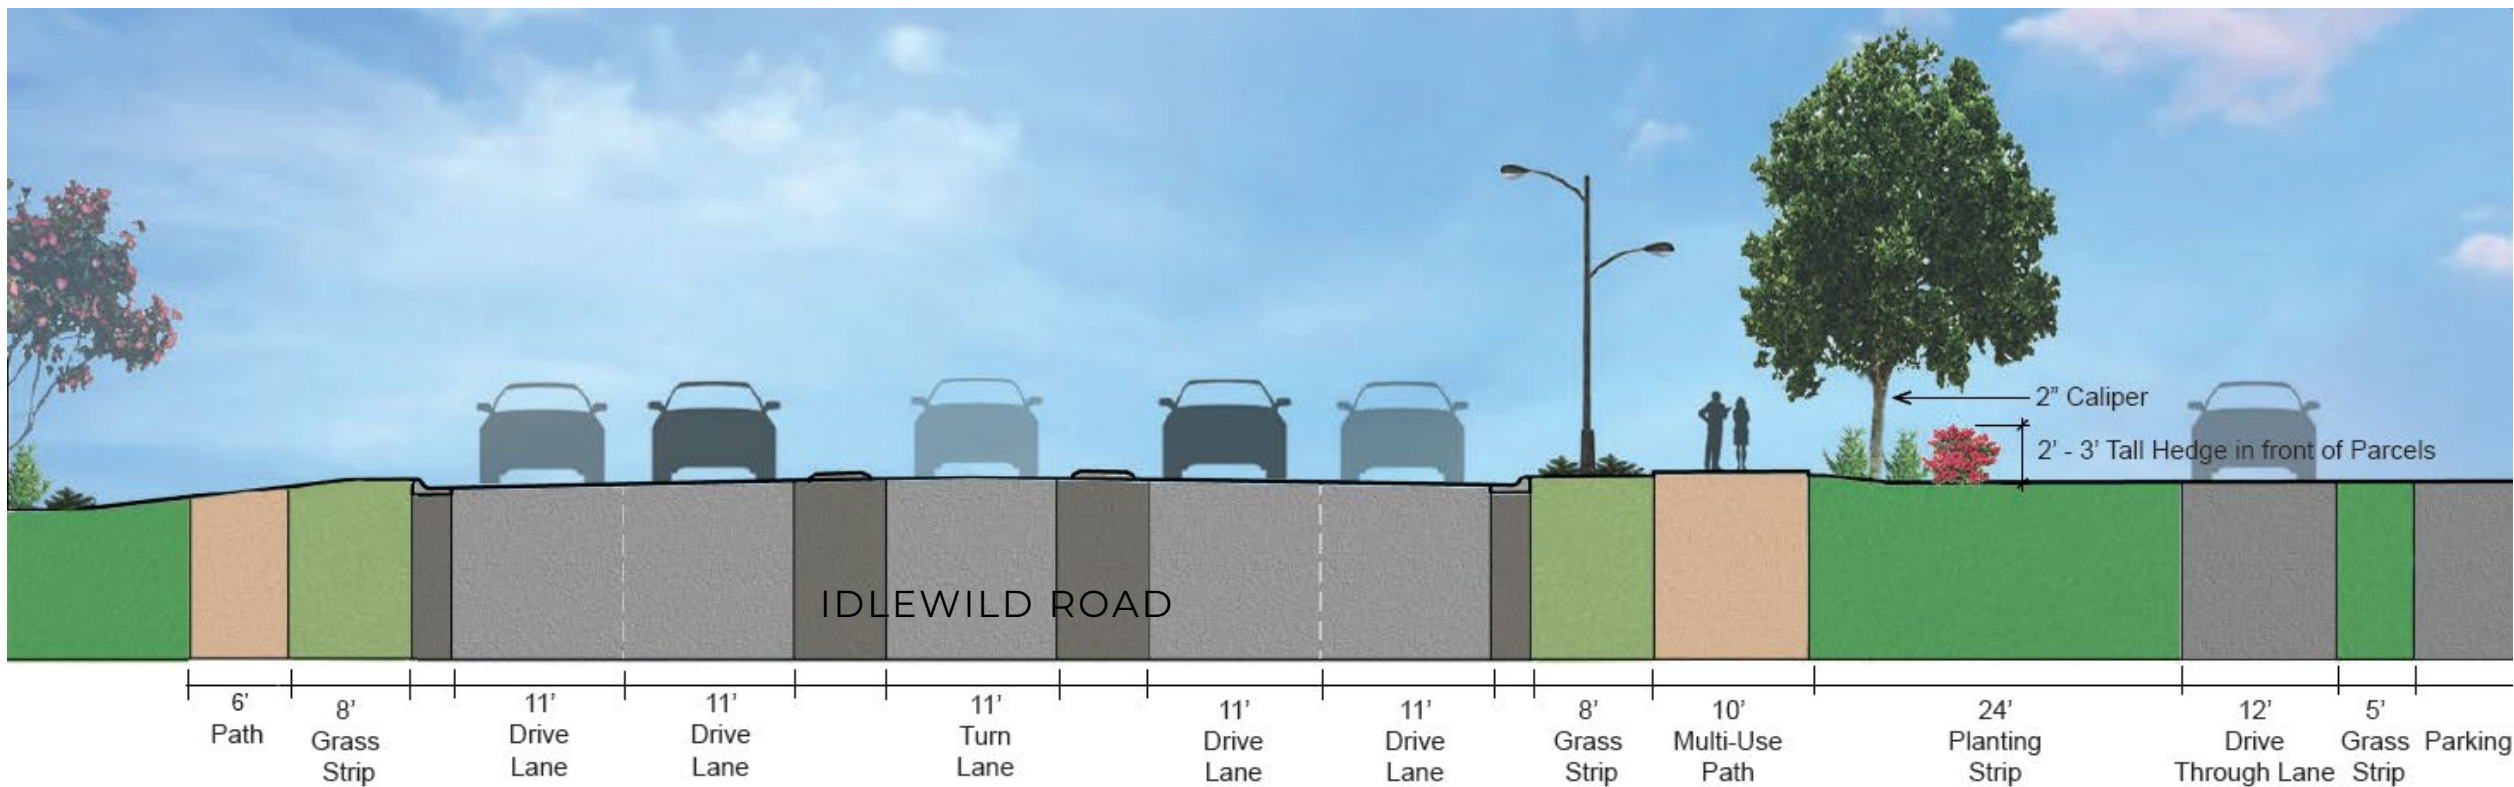 2” Caliper
2' - 3' Tall Hedge in front of Parcels
IDLEWILD ROAD
6’
Path
8’
Grass
Strip
11’
Drive
Lane
11’
Drive
Lane
11’
Turn
Lane
11’
Drive
Lane
11’
Drive
Lane
8’
Grass
Strip
10’
Multi-Use
Path
24’
Planting
Strip
12’
Drive
Through Lane
5’
Grass
Strip
Parking